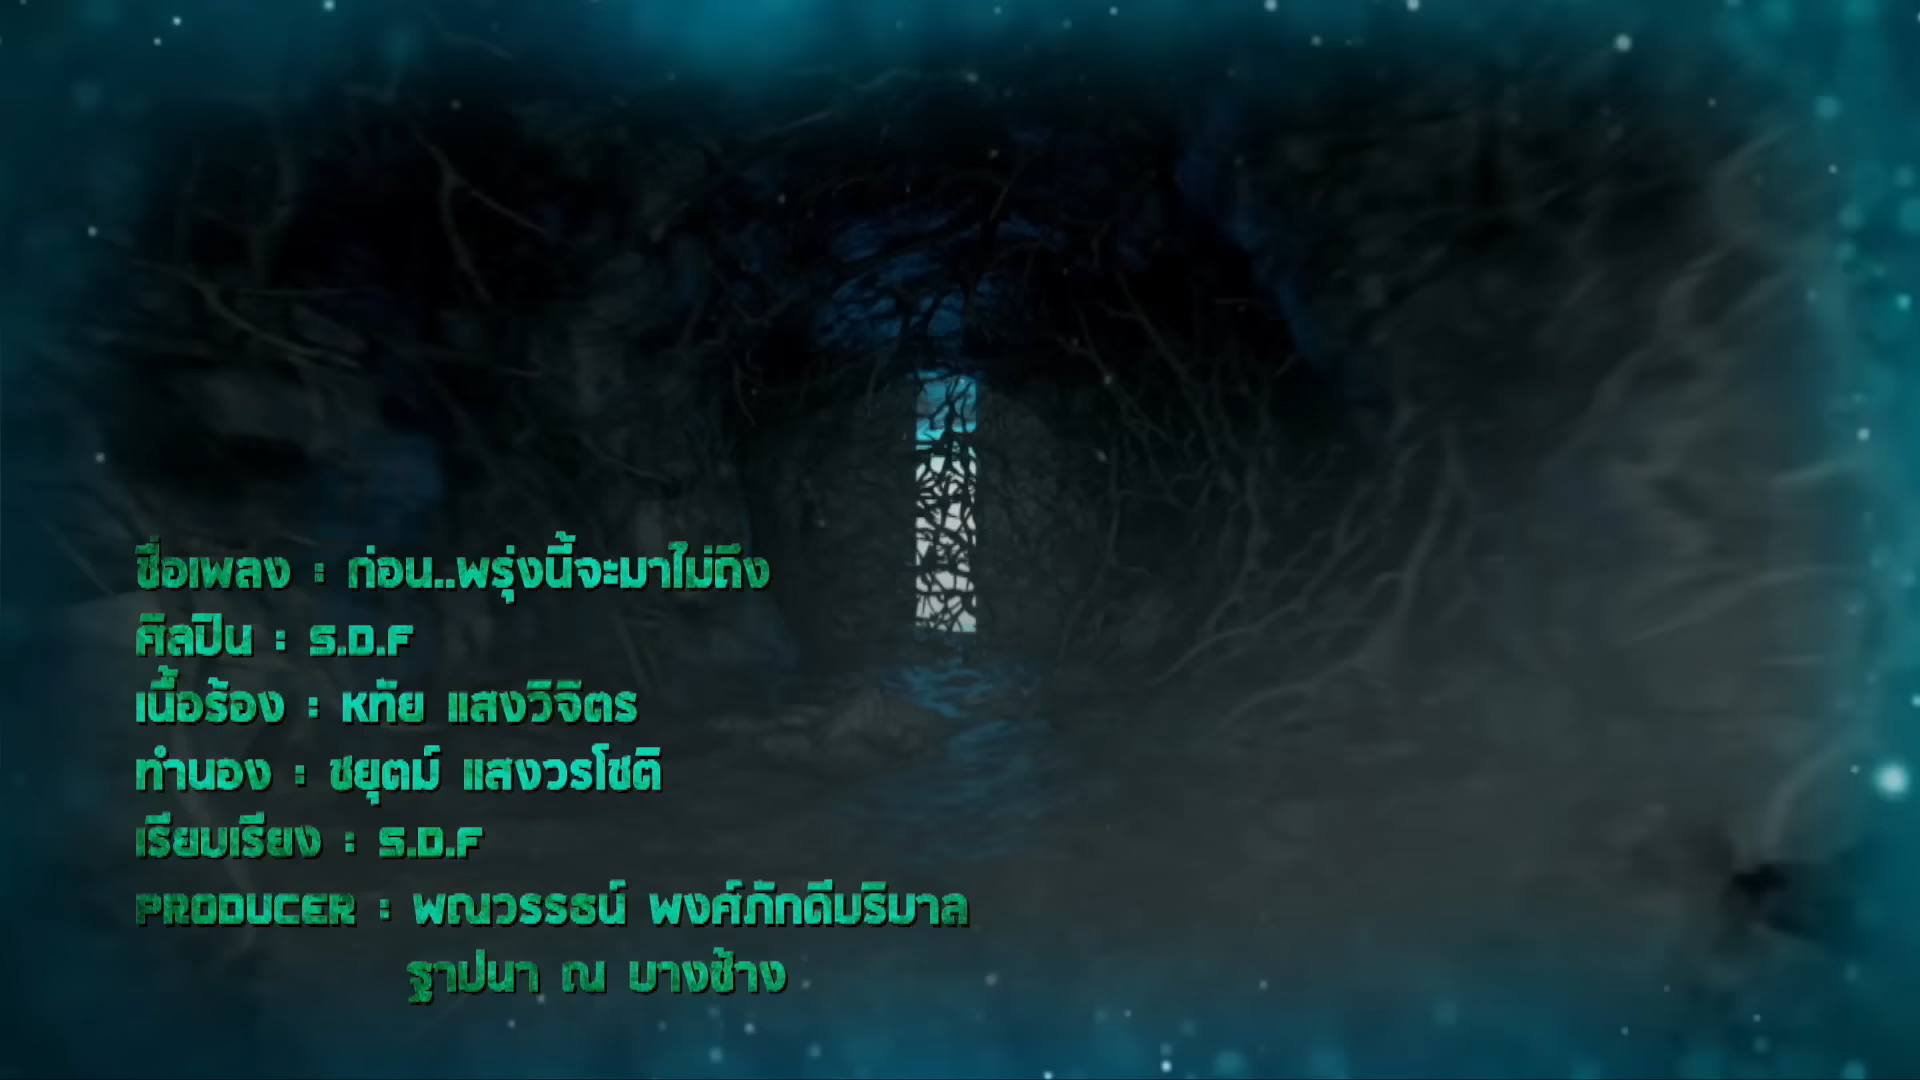 ชื่อเพลง : ก่อน..พรุ่งนี้จะมาไม่ถึง
ศิลปิน : S.D.F
เนื้อร้อง : หทัย แสงวิจิตร
ทำนอง : ชยุตม์ แสงวรโชติ
เรียบเรียง : S.D.F
PRODUCER : พณวรรธน์ พงศ์ภักดีบริบาล
ฐาปนา ณ บางช้าง